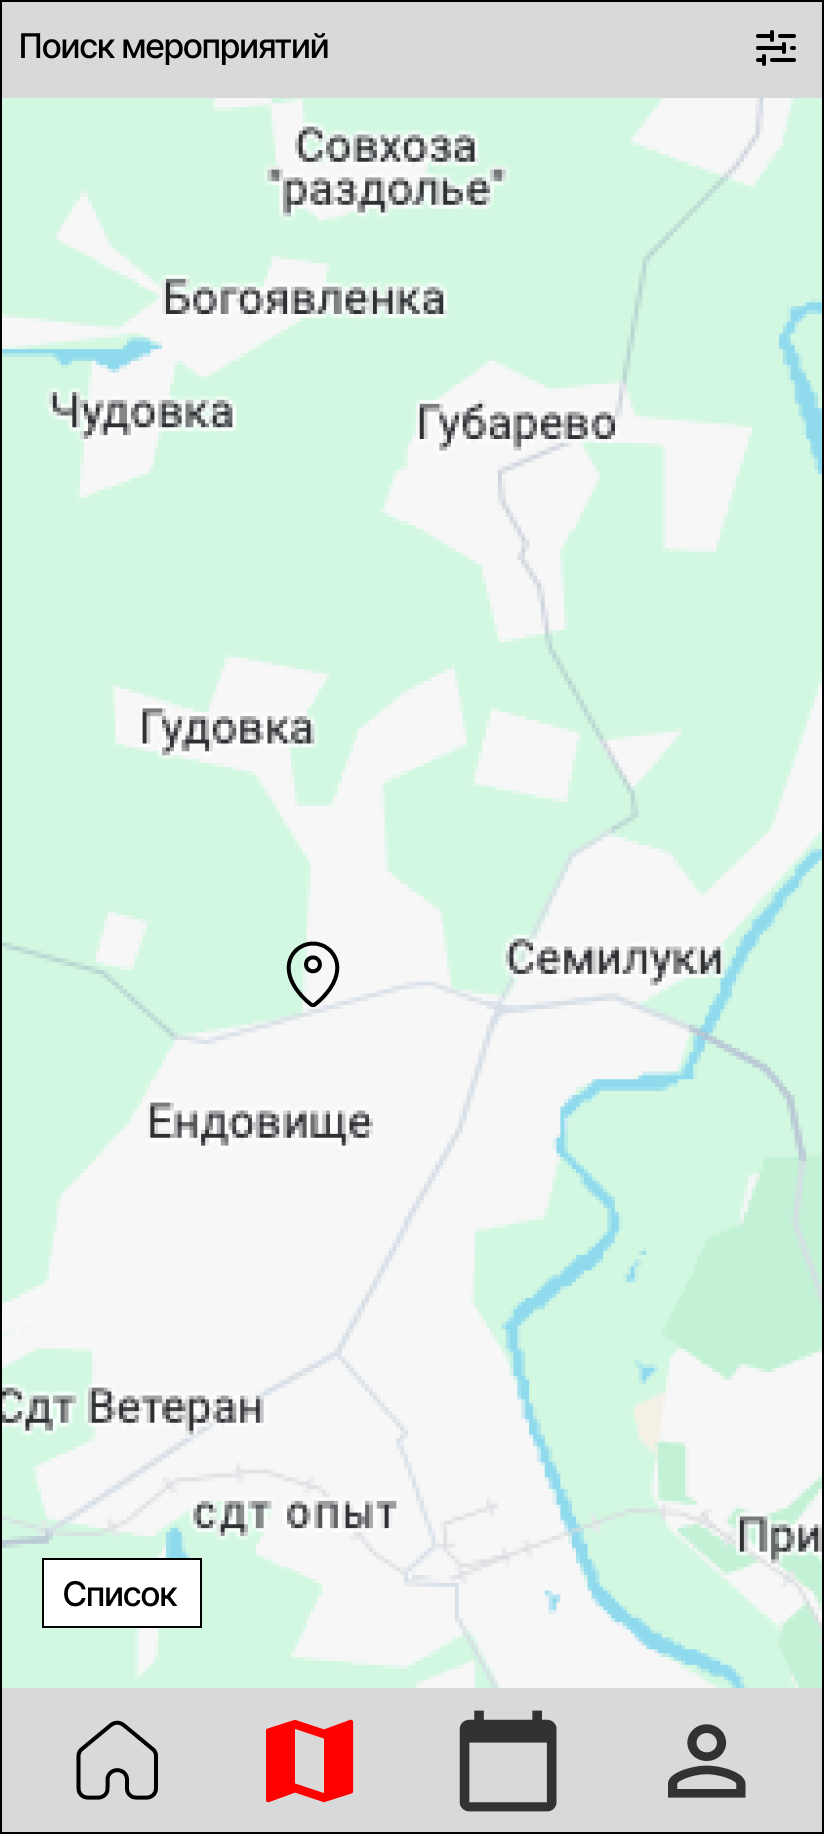 Поиск мероприятий
Совхоза
"раздолье"
Богоявленка
Чудовка
Губарево
Гудовка
Семилуки
Ендовище
Сдт Ветеран
сдт опыт
При
Список